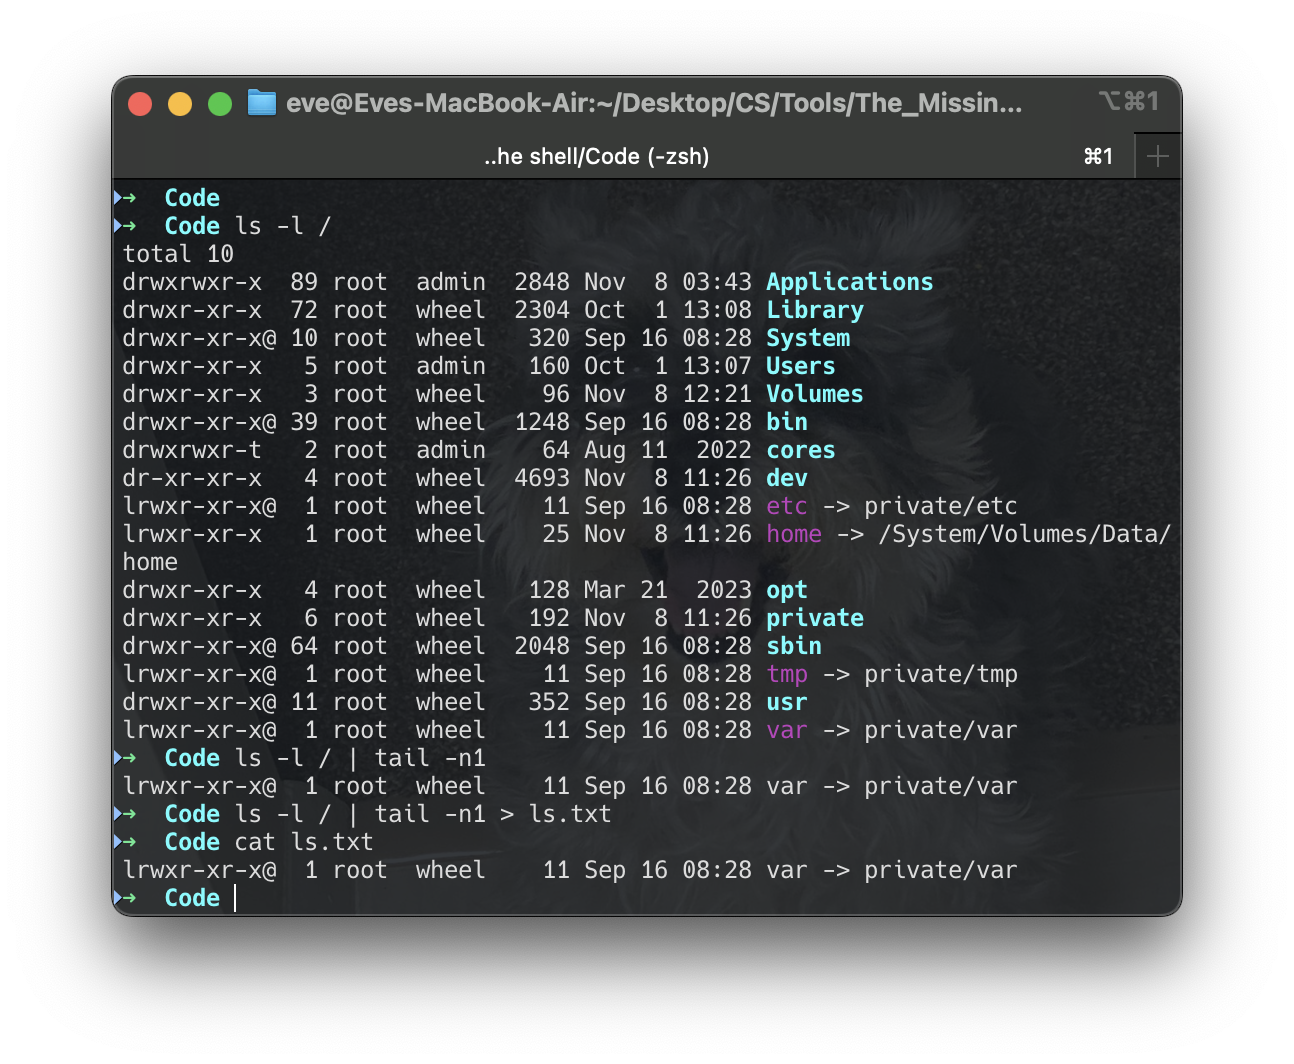 eve@Eves-MacBook-Air:~/Desktop/CS/Tools/The_Missin... ⌥⌘1
..he shell/Code (-zsh) ⌘1
➜  Code
➜  Code ls -l /
total 10
drwxrwxr-x  89 root  admin  2848 Nov  8 03:43 Applications
drwxr-xr-x  72 root  wheel  2304 Oct  1 13:08 Library
drwxr-xr-x@ 10 root  wheel   320 Sep 16 08:28 System
drwxr-xr-x   5 root  admin   160 Oct  1 13:07 Users
drwxr-xr-x   3 root  wheel    96 Nov  8 12:21 Volumes
drwxr-xr-x@ 39 root  wheel  1248 Sep 16 08:28 bin
drwxrwxr-t   2 root  admin    64 Aug 11  2022 cores
dr-xr-xr-x   4 root  wheel  4693 Nov  8 11:26 dev
lrwxr-xr-x@  1 root  wheel    11 Sep 16 08:28 etc -> private/etc
lrwxr-xr-x   1 root  wheel    25 Nov  8 11:26 home -> /System/Volumes/Data/
home
drwxr-xr-x   4 root  wheel   128 Mar 21  2023 opt
drwxr-xr-x   6 root  wheel   192 Nov  8 11:26 private
drwxr-xr-x@ 64 root  wheel  2048 Sep 16 08:28 sbin
lrwxr-xr-x@  1 root  wheel    11 Sep 16 08:28 tmp -> private/tmp
drwxr-xr-x@ 11 root  wheel   352 Sep 16 08:28 usr
lrwxr-xr-x@  1 root  wheel    11 Sep 16 08:28 var -> private/var
➜  Code ls -l / | tail -n1
lrwxr-xr-x@  1 root  wheel    11 Sep 16 08:28 var -> private/var
➜  Code ls -l / | tail -n1 > ls.txt
➜  Code cat ls.txt
lrwxr-xr-x@  1 root  wheel    11 Sep 16 08:28 var -> private/var
➜  Code